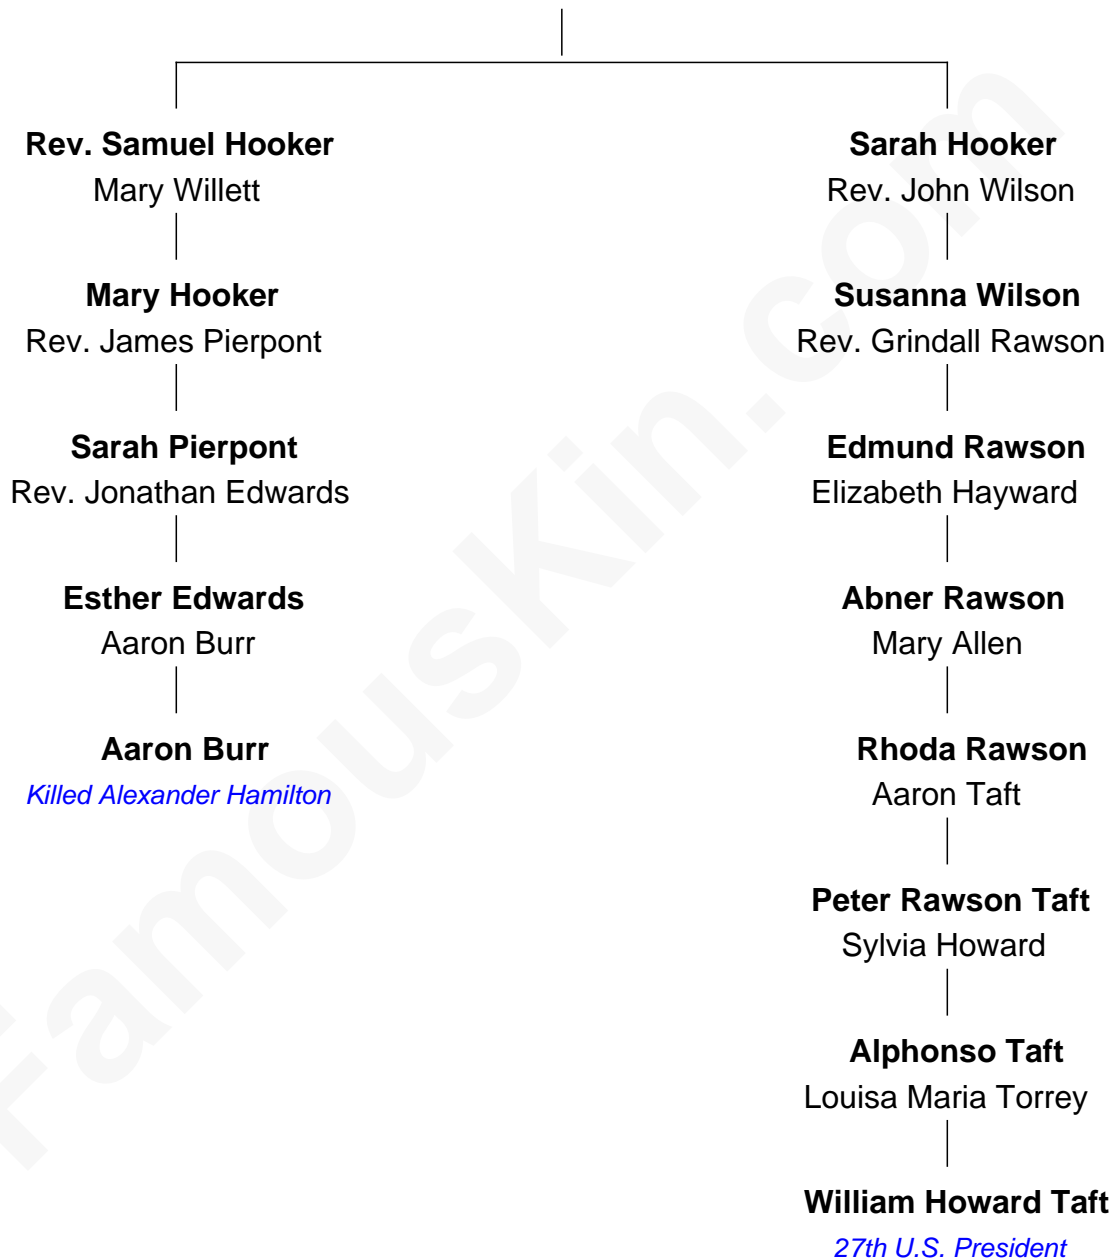 Rev. Samuel Hooker
Mary Willett
Mary Hooker
Rev. James Pierpont
Sarah Pierpont
Rev. Jonathan Edwards
Esther Edwards
Aaron Burr
Aaron Burr
Killed Alexander Hamilton
Sarah Hooker
Rev. John Wilson
Susanna Wilson
Rev. Grindall Rawson
Edmund Rawson
Elizabeth Hayward
Abner Rawson
Mary Allen
Rhoda Rawson
Aaron Taft
Peter Rawson Taft
Sylvia Howard
Alphonso Taft
Louisa Maria Torrey
William Howard Taft
27th U.S. President
FamousKin.com